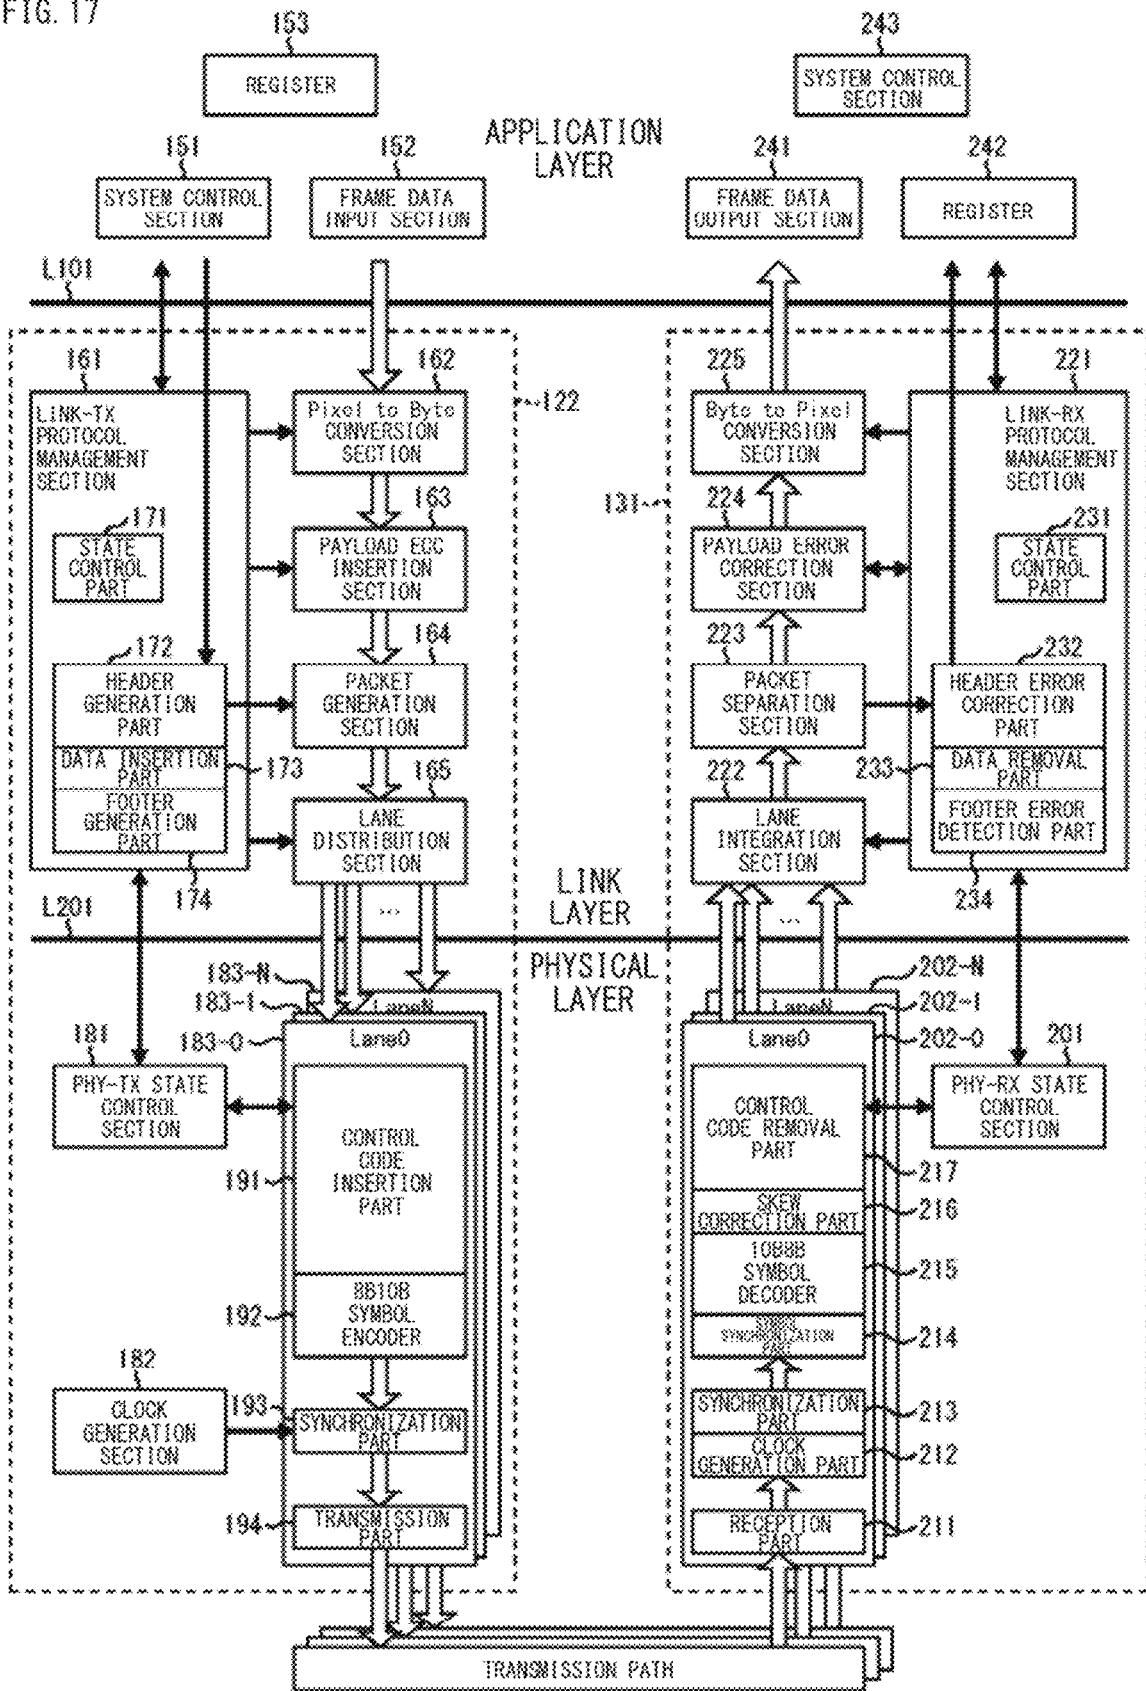 FIG. 17
153
REGISTER
243
SYSTEM CONTROL
SECTION
APPLICATION
LAYER
151
SYSTEM CONTROL
SECTION
152
FRAME DATA
INPUT SECTION
241
FRAME DATA
OUTPUT SECTION
242
REGISTER
L101
161
LINK-TX
PROTOCOL
MANAGEMENT
SECTION
162
Pixel to Byte
CONVERSION
SECTION
122
225
Byte to Pixel
CONVERSION
SECTION
221
LINK-RX
PROTOCOL
MANAGEMENT
SECTION
131
171
STATE
CONTROL
PART
163
PAYLOAD ECC
INSERTION
SECTION
224
PAYLOAD ERROR
CORRECTION
SECTION
231
STATE
CONTROL
PART
172
HEADER
GENERATION
PART
164
PACKET
GENERATION
SECTION
223
PACKET
SEPARATION
SECTION
232
HEADER ERROR
CORRECTION
PART
DATA INSERTION
PART
173
233
DATA REMOVAL
PART
FOOTER
GENERATION
PART
174
165
LANE
DISTRIBUTION
SECTION
222
LANE
INTEGRATION
SECTION
FOOTER ERROR
DETECTION PART
234
...
...
LINK
LAYER
L201
PHYSICAL
LAYER
183-N
LaneN
183-1
183-0
Lane0
202-N
LaneN
202-1
202-0
Lane0
181
PHY-TX STATE
CONTROL
SECTION
201
PHY-RX STATE
CONTROL
SECTION
191
CONTROL
CODE
INSERTION
PART
CONTROL
CODE REMOVAL
PART
217
SKEW
CORRECTION PART
216
192
8B10B
SYMBOL
ENCODER
10B8B
SYMBOL
DECODER
215
SYNCHRONIZATION
PART
214
182
CLOCK
GENERATION
SECTION
193
SYNCHRONIZATION
PART
SYNCHRONIZATION
PART
213
CLOCK
GENERATION PART
212
194
TRANSMISSION
PART
RECEPTION
PART
211
TRANSMISSION PATH